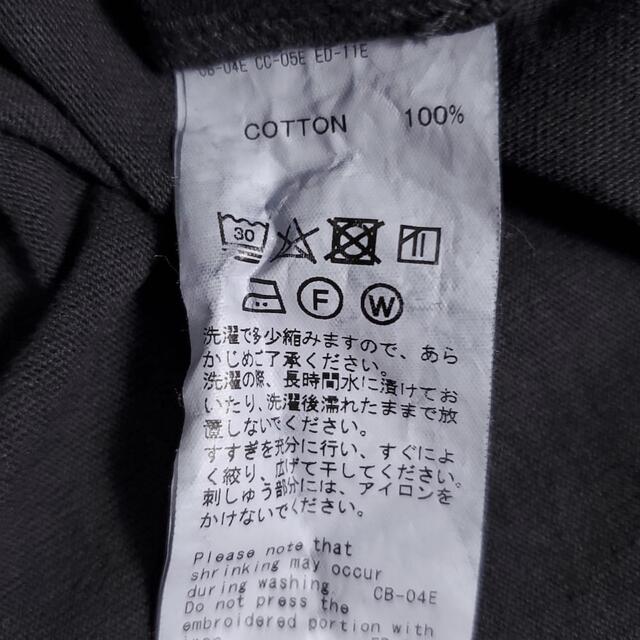 CB-04E CC-05E ED-11E
COTTON 100%
30
F W
洗濯で多少縮みますので、あら
かじめご了承ください。
洗濯の際、長時間水に漬けてお
いたり、洗濯後濡れたままで放
置しないでください。
すすぎを充分に行い、すぐによ
く絞り、広げて干してください。
刺しゅう部分には、アイロンを
かけないでください。
Please note that
shrinking may occur
during washing. CB-04E
Do not press the
embroidered portion with